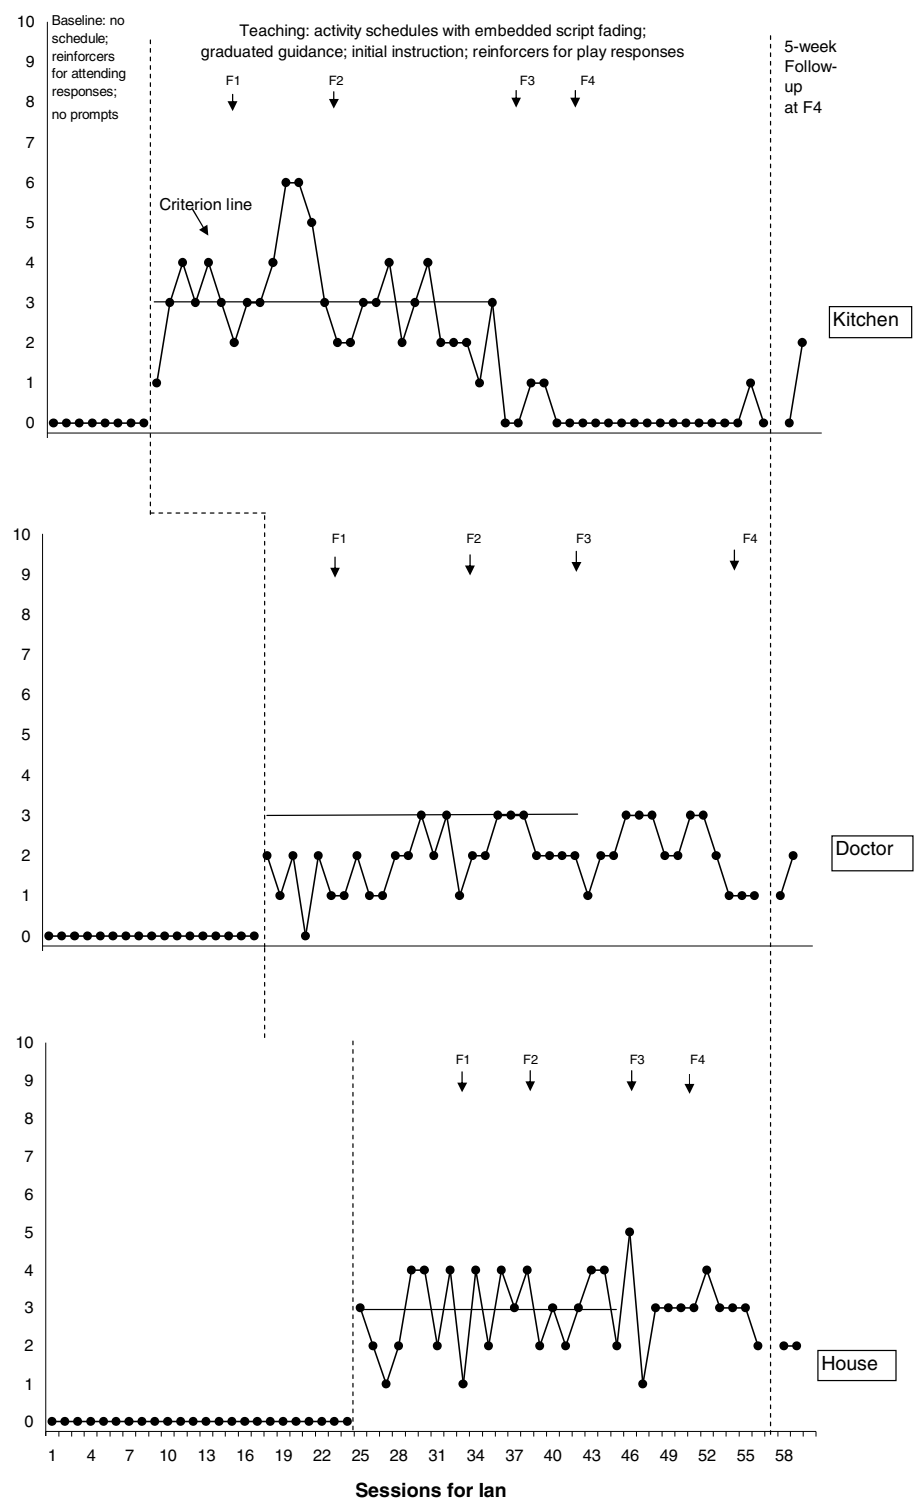 Baseline: no
schedule;
reinforcers
for attending
responses;
no prompts
Teaching: activity schedules with embedded script fading;
graduated guidance; initial instruction; reinforcers for play responses
5-week
Follow-
up
at F4
F1 F2 F3 F4
Criterion line
10
9
8
7
6
5
4
3
2
1
0
Kitchen
F1 F2 F3 F4
10
9
8
7
6
5
4
3
2
1
0
Doctor
F1 F2 F3 F4
10
9
8
7
6
5
4
3
2
1
0
House
1 4 7 10 13 16 19 22 25 28 31 34 37 40 43 46 49 52 55 58
Sessions for Ian